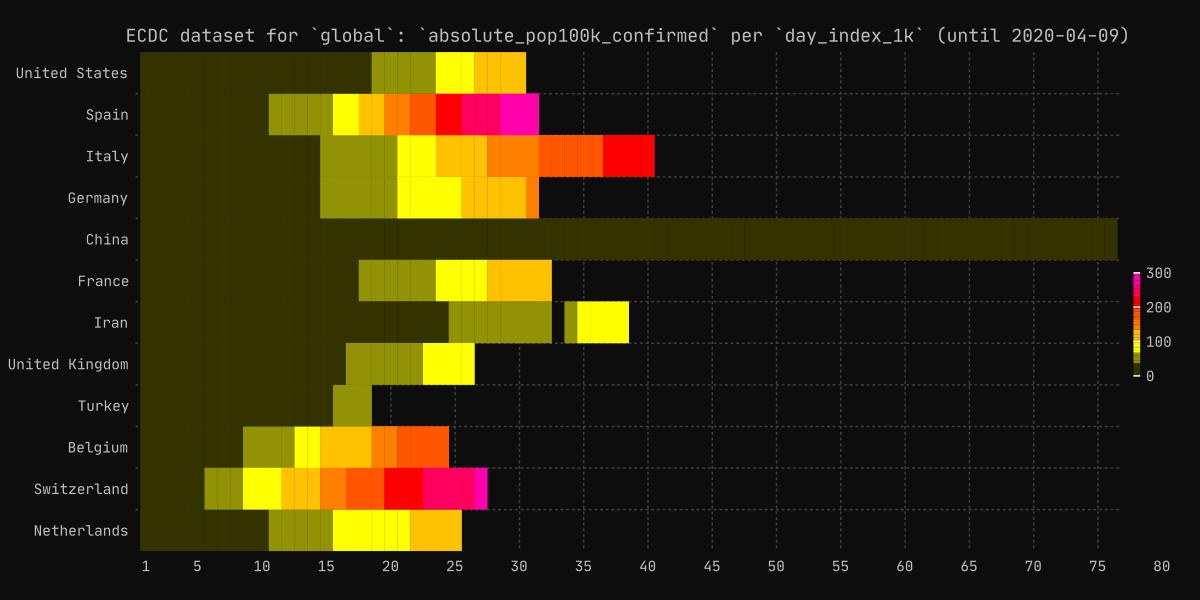 ECDC dataset for `global`: `absolute_pop100k_confirmed` per `day_index_1k` (until 2020-04-09)
United States
Spain
Italy
Germany
China
France
Iran
United Kingdom
Turkey
Belgium
Switzerland
Netherlands
300
200
100
0
1 5 10 15 20 25 30 35 40 45 50 55 60 65 70 75 80